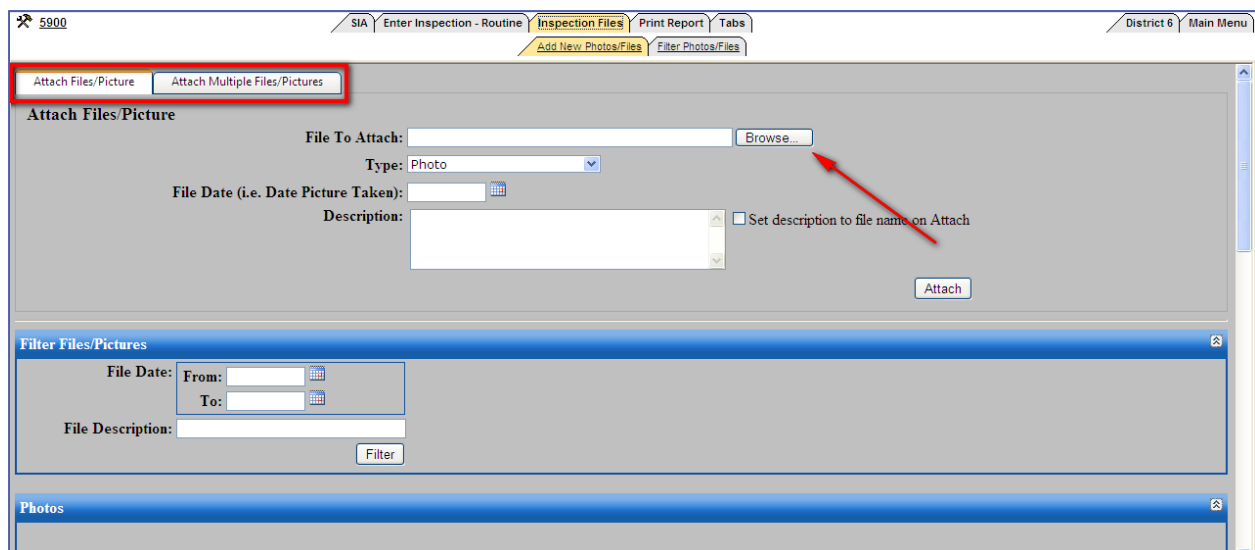 5900 SIA Enter Inspection - Routine Inspection Files Print Report Tabs District 6 Main Menu
Add New Photos/Files Filter Photos/Files
Attach Files/Picture Attach Multiple Files/Pictures
Attach Files/Picture
File To Attach: Browse...
Type: Photo
File Date (i.e. Date Picture Taken):
Description: Set description to file name on Attach
Attach
Filter Files/Pictures
File Date: From:
To:
File Description:
Filter
Photos